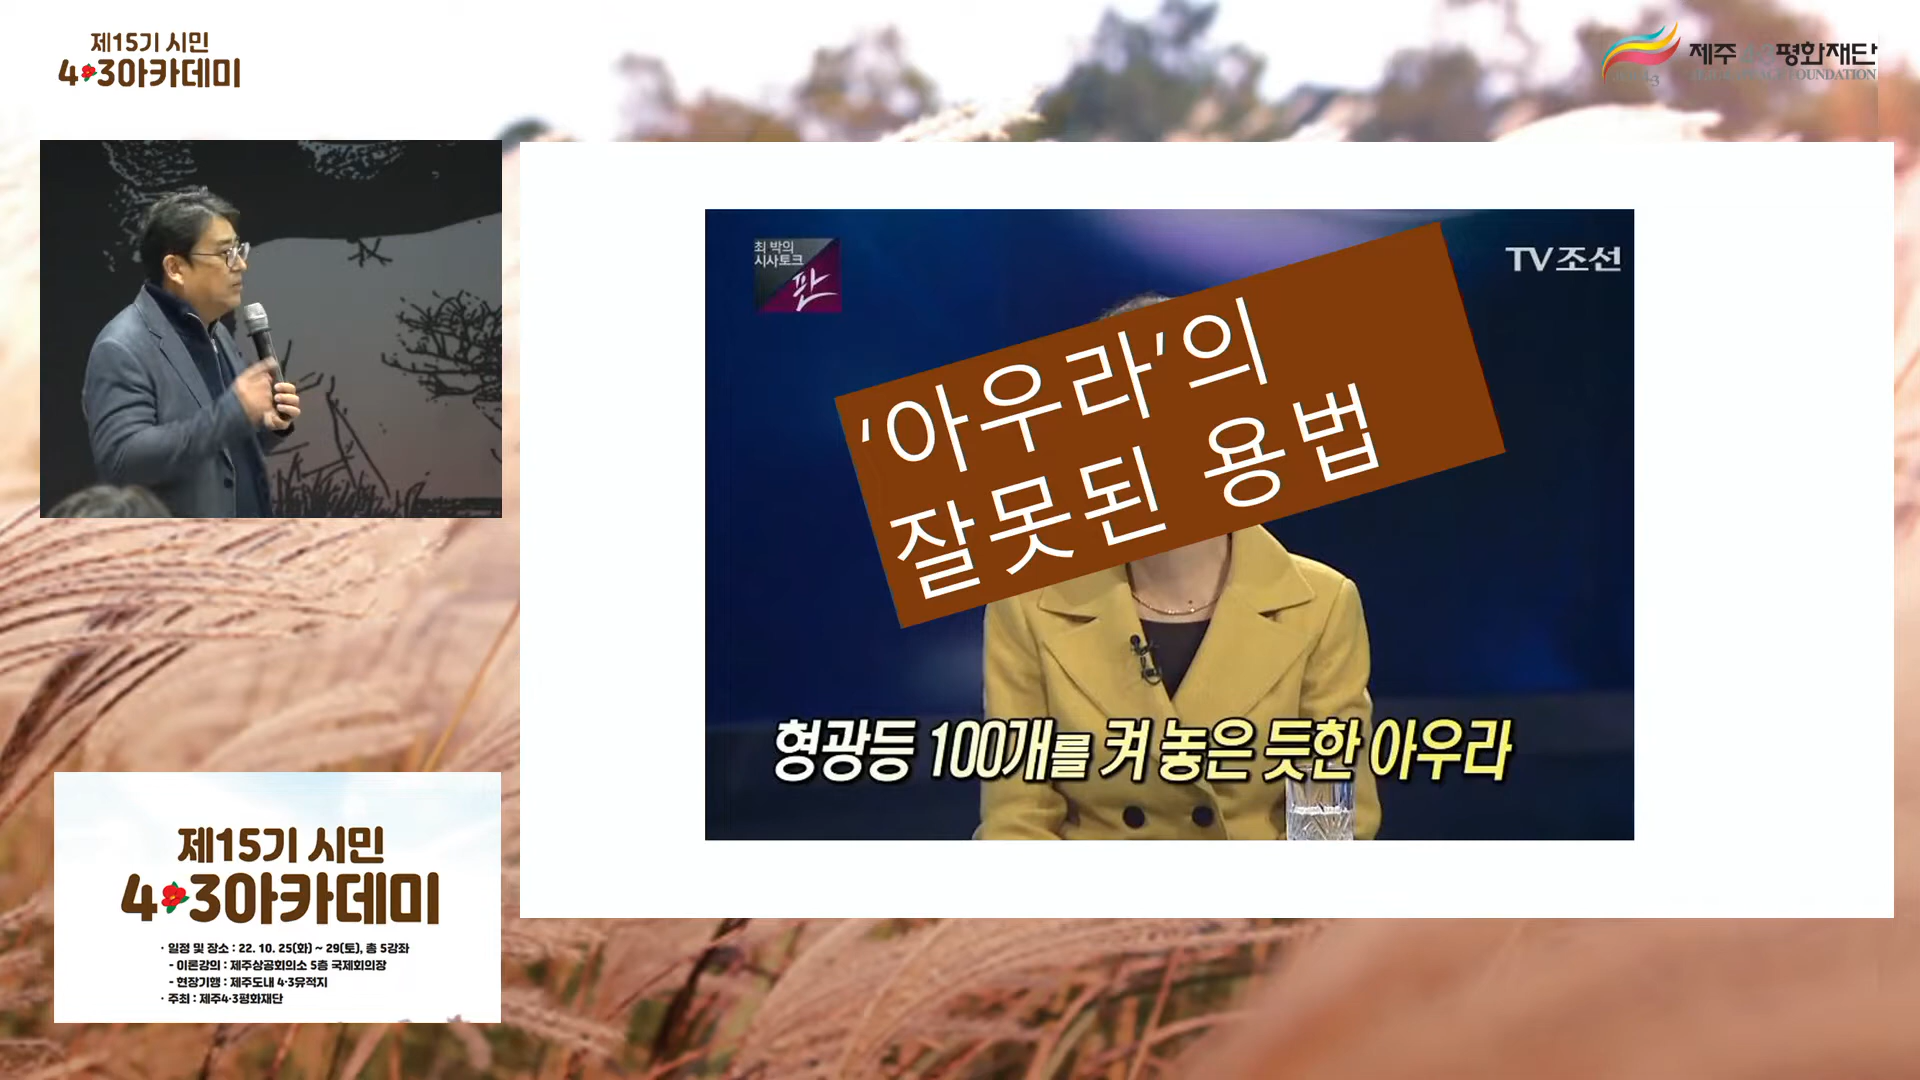 제15기 시민
4·3아카데미
제주4·3평화재단
최 박의
시사토크
판
TV조선
'아우라'의
잘못된 용법
형광등 100개를 켜 놓은 듯한 아우라
제15기 시민
4·3아카데미
· 일정 및 장소 : 22. 10. 25(화) ~ 29(토), 총 5강좌
- 이론강의 : 제주상공회의소 5층 국제회의장
- 현장기행 : 제주도내 4·3유적지
· 주최 : 제주4·3평화재단